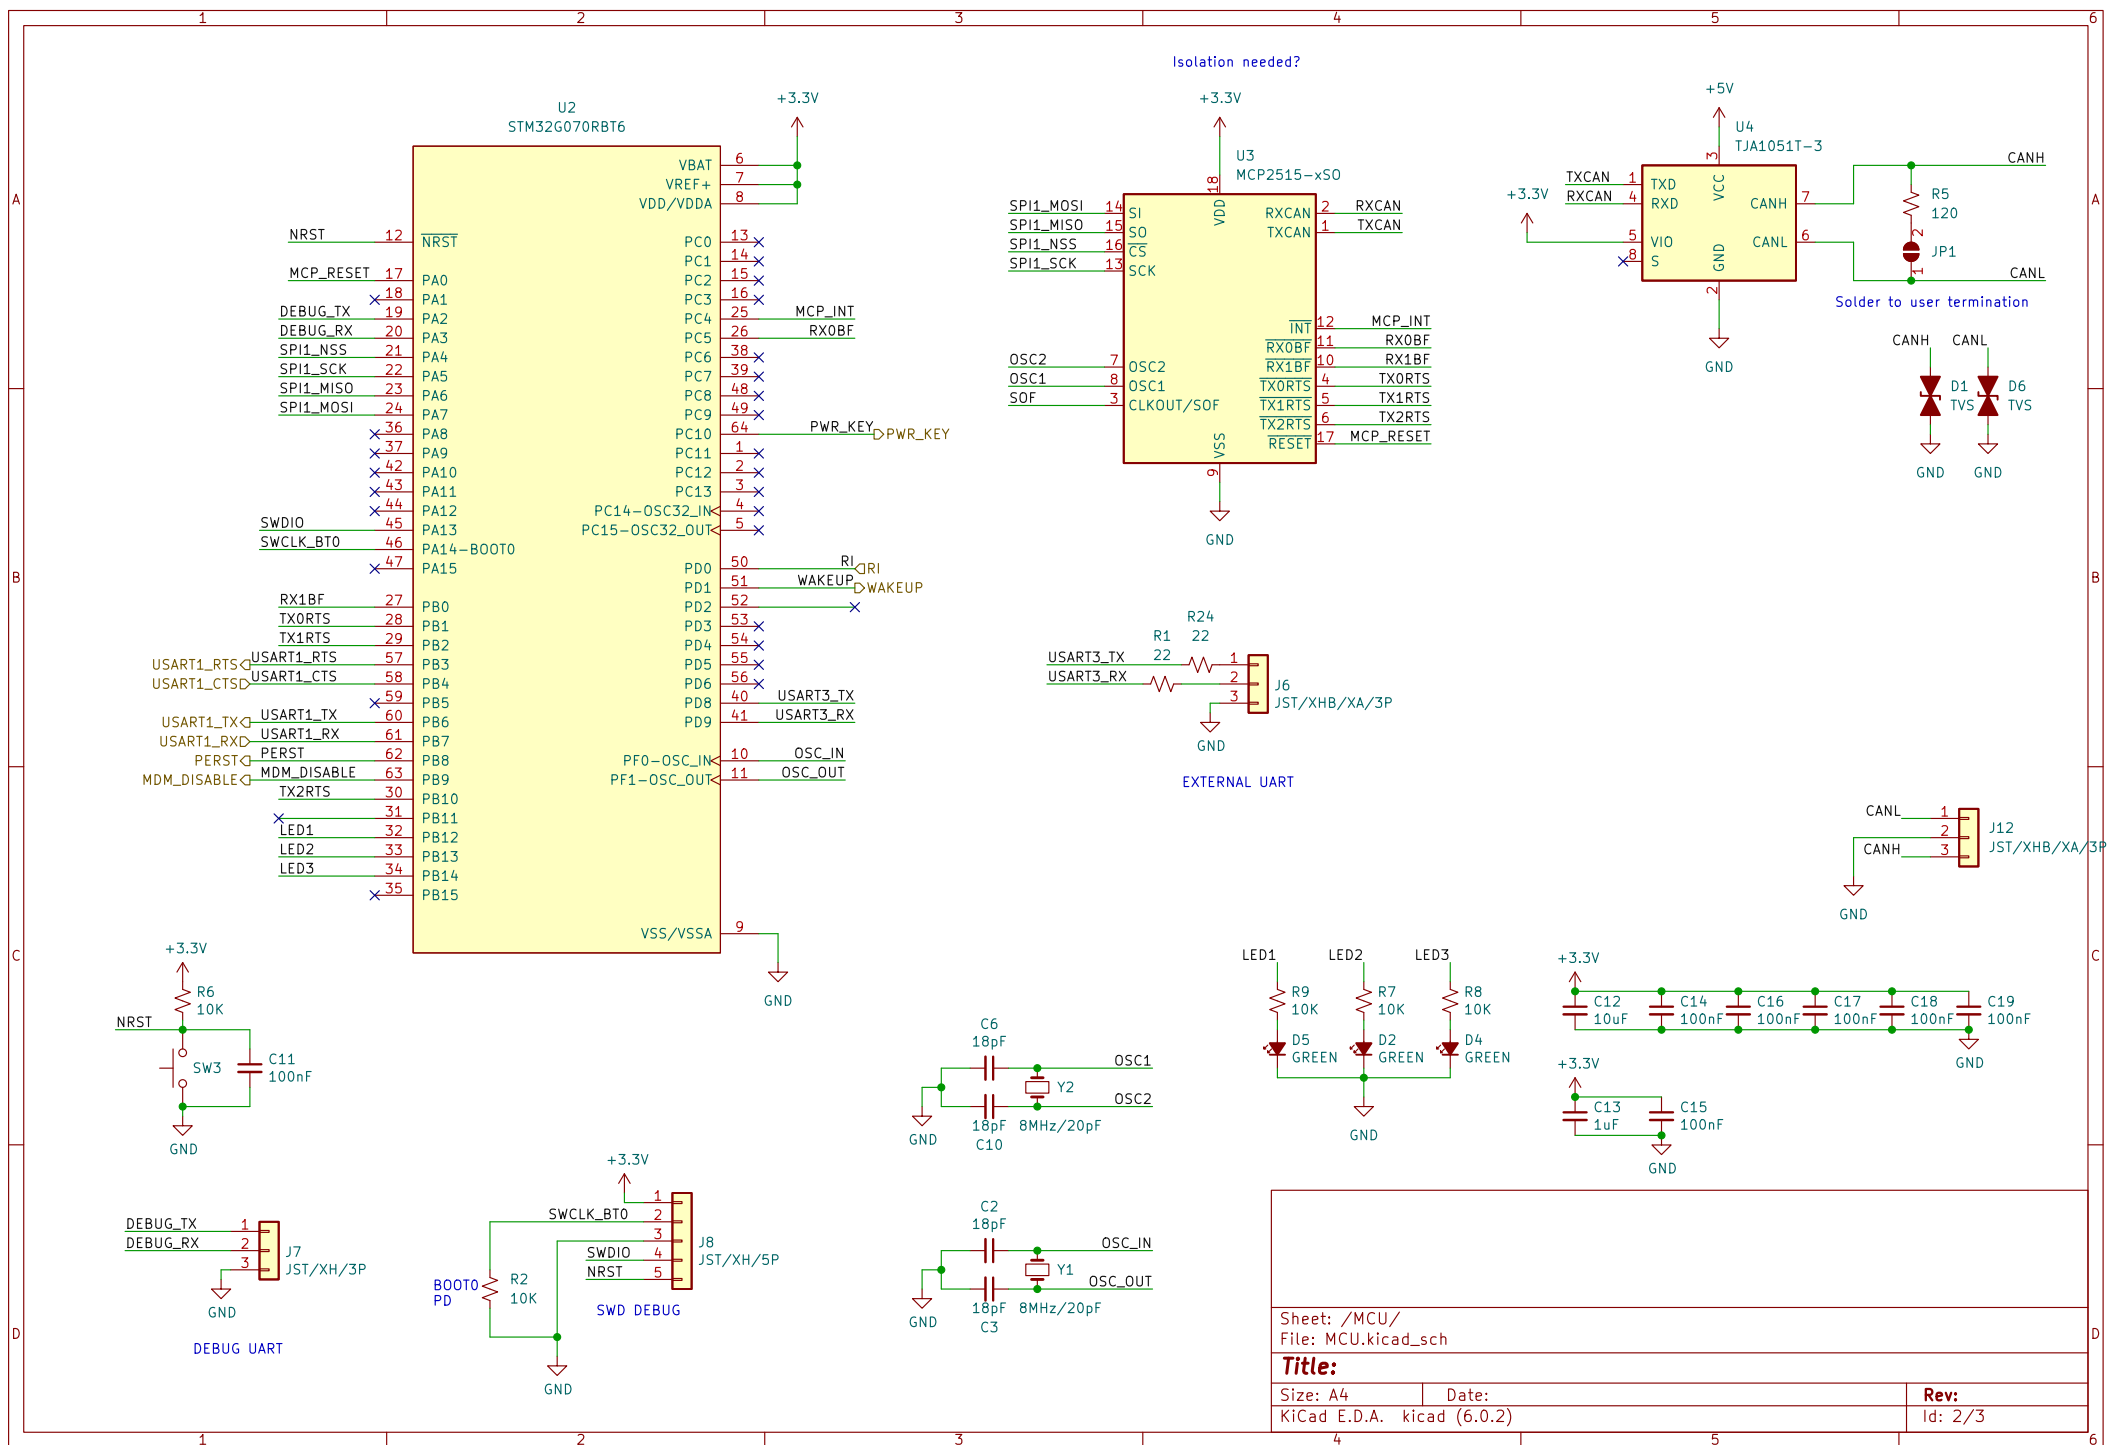 1 2 3 4 5 6
A
B
C
D
Isolation needed?
U2
STM32G070RBT6
+3.3V
VBAT 6
VREF+ 7
VDD/VDDA 8
NRST 12 NRST
MCP_RESET 17 PA0
18 PA1
DEBUG_TX 19 PA2
DEBUG_RX 20 PA3
SPI1_NSS 21 PA4
SPI1_SCK 22 PA5
SPI1_MISO 23 PA6
SPI1_MOSI 24 PA7
36 PA8
37 PA9
42 PA10
43 PA11
44 PA12
SWDIO 45 PA13
SWCLK_BT0 46 PA14-BOOT0
47 PA15
RX1BF 27 PB0
TX0RTS 28 PB1
TX1RTS 29 PB2
USART1_RTS USART1_RTS 57 PB3
USART1_CTS USART1_CTS 58 PB4
59 PB5
USART1_TX USART1_TX 60 PB6
USART1_RX USART1_RX 61 PB7
PERST PERST 62 PB8
MDM_DISABLE MDM_DISABLE 63 PB9
TX2RTS 30 PB10
31 PB11
LED1 32 PB12
LED2 33 PB13
LED3 34 PB14
35 PB15
PC0 13
PC1 14
PC2 15
PC3 16
PC4 25 MCP_INT
PC5 26 RX0BF
PC6 38
PC7 39
PC8 48
PC9 49
PC10 64 PWR_KEY PWR_KEY
PC11 1
PC12 2
PC13 3
PC14-OSC32_IN 4
PC15-OSC32_OUT 5
PD0 50 RI RI
PD1 51 WAKEUP WAKEUP
PD2 52
PD3 53
PD4 54
PD5 55
PD6 56
PD8 40 USART3_TX
PD9 41 USART3_RX
PF0-OSC_IN 10 OSC_IN
PF1-OSC_OUT 11 OSC_OUT
VSS/VSSA 9
GND
+3.3V
U3
MCP2515-xSO
18 VDD
SPI1_MOSI 14 SI
SPI1_MISO 15 SO
SPI1_NSS 16 CS
SPI1_SCK 13 SCK
OSC2 7 OSC2
OSC1 8 OSC1
SOF 3 CLKOUT/SOF
RXCAN 2 RXCAN
TXCAN 1 TXCAN
INT 12 MCP_INT
RX0BF 11 RX0BF
RX1BF 10 RX1BF
TX0RTS 4 TX0RTS
TX1RTS 5 TX1RTS
TX2RTS 6 TX2RTS
RESET 17 MCP_RESET
VSS 9
GND
+5V
U4
TJA1051T-3
3 VCC
+3.3V
TXCAN 1 TXD
RXCAN 4 RXD
5 VIO
8 S
CANH 7
CANL 6
GND 2
GND
CANH
R5
120
2
JP1
1
CANL
Solder to user termination
CANH CANL
D1
TVS
D6
TVS
GND GND
R24
22
R1
22
USART3_TX 1
USART3_RX 2
3
J6
JST/XHB/XA/3P
GND
EXTERNAL UART
CANL 1
2
CANH 3
J12
JST/XHB/XA/3P
GND
+3.3V
R6
10K
NRST
SW3
C11
100nF
GND
C6
18pF
OSC1
Y2
OSC2
18pF
C10
8MHz/20pF
GND
LED1 LED2 LED3
R9
10K
R7
10K
R8
10K
D5
GREEN
D2
GREEN
D4
GREEN
GND
+3.3V
C12
10uF
C14
100nF
C16
100nF
C17
100nF
C18
100nF
C19
100nF
GND
+3.3V
C13
1uF
C15
100nF
GND
DEBUG_TX 1
DEBUG_RX 2
3
J7
JST/XH/3P
GND
DEBUG UART
+3.3V
1
SWCLK_BT0 2
3
SWDIO 4
NRST 5
J8
JST/XH/5P
BOOT0
PD
R2
10K
SWD DEBUG
GND
C2
18pF
OSC_IN
Y1
OSC_OUT
18pF
C3
8MHz/20pF
GND
Sheet: /MCU/
File: MCU.kicad_sch
Title:
Size: A4 Date: Rev:
KiCad E.D.A. kicad (6.0.2) Id: 2/3
A
B
C
D
1 2 3 4 5 6